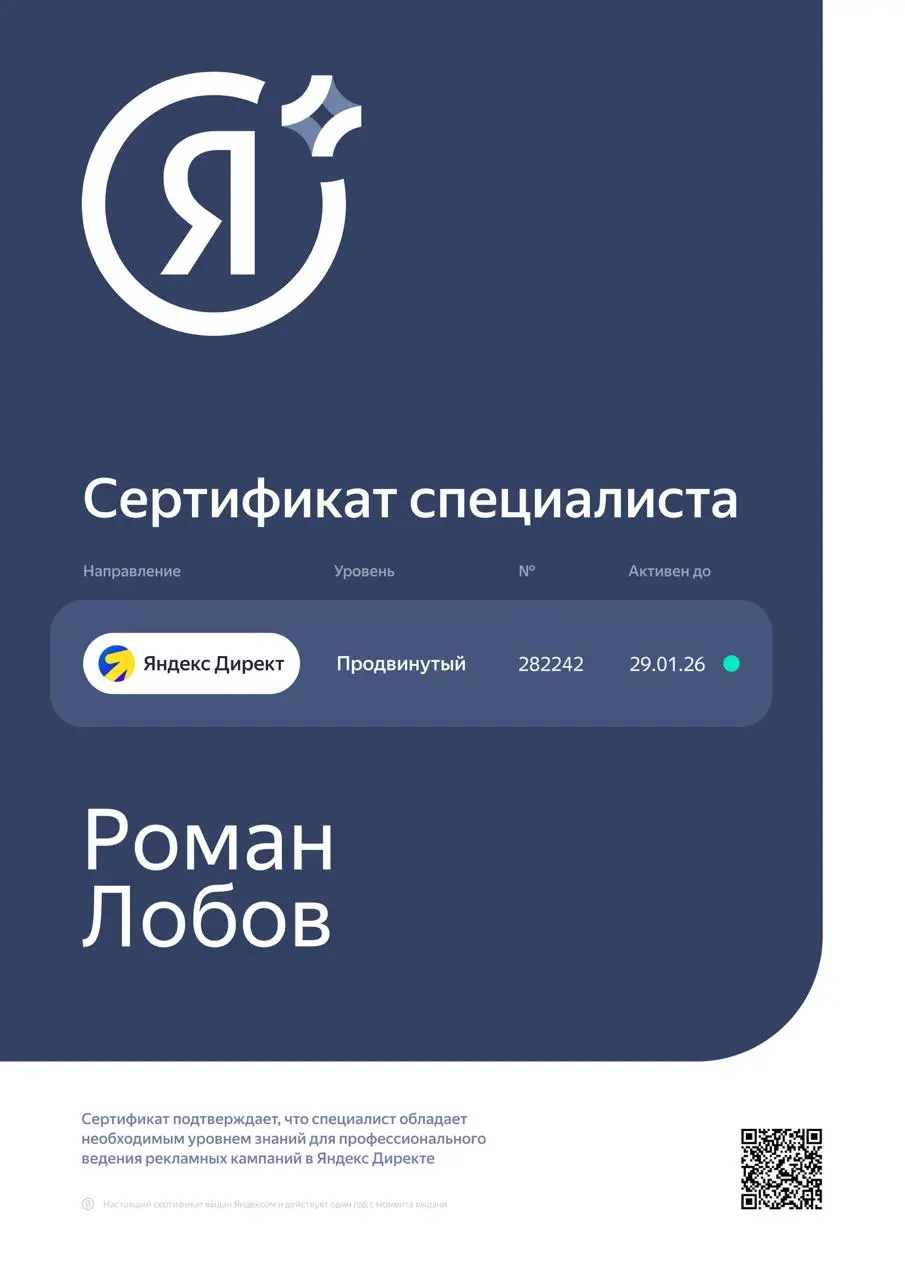 Я
Сертификат специалиста
Направление Уровень № Активен до
Яндекс Директ Продвинутый 282242 29.01.26
Роман
Лобов
Сертификат подтверждает, что специалист обладает
необходимым уровнем знаний для профессионального
ведения рекламных кампаний в Яндекс Директе
Я Настоящий сертификат выдан Яндексом и действует один год с момента выдачи